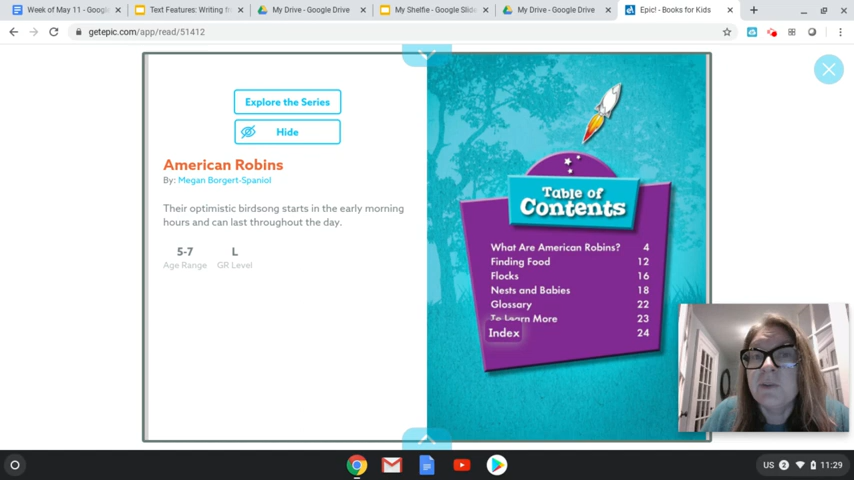 Week of May 11 - Googl
Text Features: Writing fr
My Drive - Google Drive
My Shelfie - Google Slide
My Drive - Google Drive
Epic! - Books for Kids
getepic.com/app/read/51412
Explore the Series
Hide
American Robins
By: Megan Borgert-Spaniol
Their optimistic birdsong starts in the early morning
hours and can last throughout the day.
5-7 L
Age Range GR Level
Table of
Contents
What Are American Robins? 4
Finding Food 12
Flocks 16
Nests and Babies 18
Glossary 22
To Learn More 23
Index 24
US 2 11:29